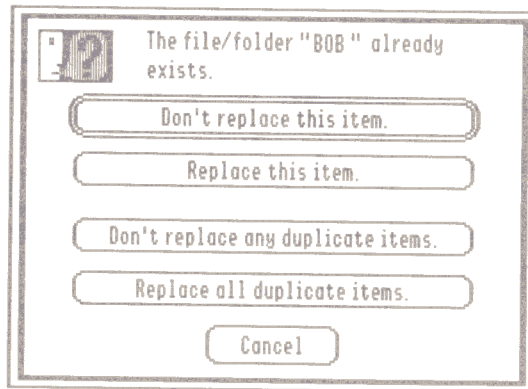 The file/folder "BOB " already
exists.
Don't replace this item.
Replace this item.
Don't replace any duplicate items.
Replace all duplicate items.
Cancel